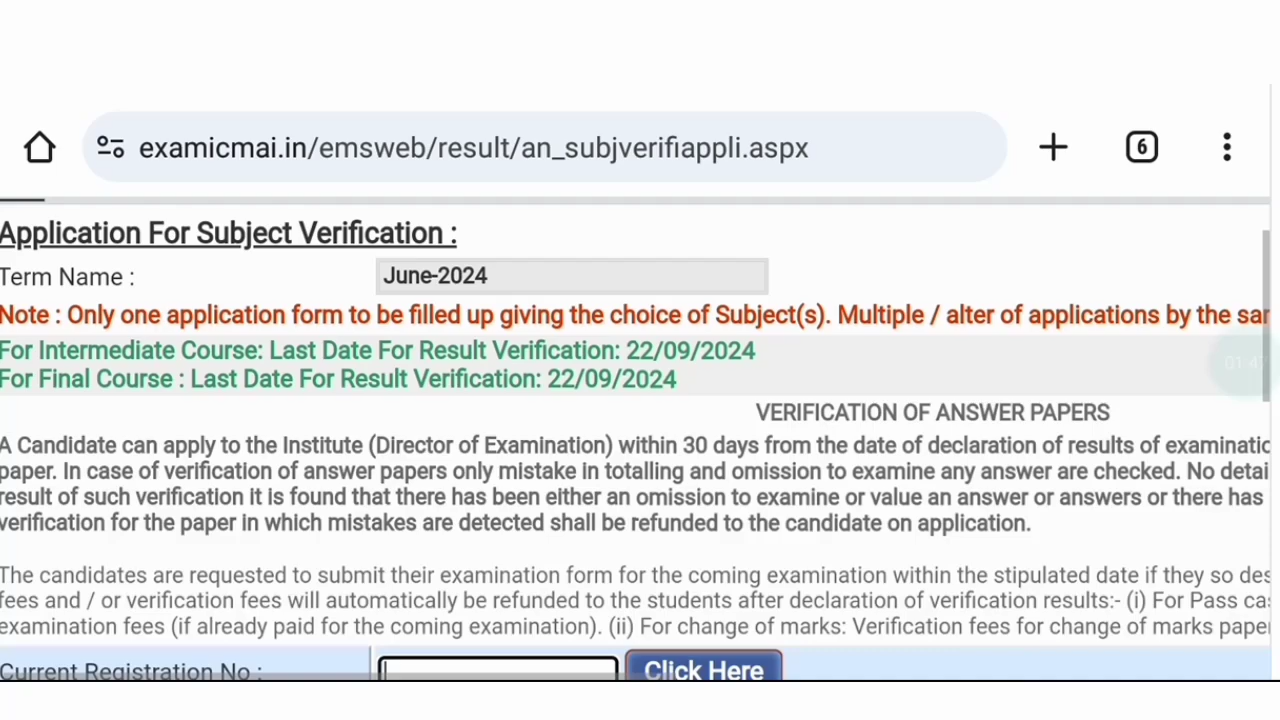 examicmai.in/emsweb/result/an_subjverifiappli.aspx
6
Application For Subject Verification :
Term Name :
June-2024
Note : Only one application form to be filled up giving the choice of Subject(s). Multiple / alter of applications by the
For Intermediate Course: Last Date For Result Verification: 22/09/2024
For Final Course : Last Date For Result Verification: 22/09/2024
VERIFICATION OF ANSWER PAPERS
A Candidate can apply to the Institute (Director of Examination) within 30 days from the date of declaration of results of
paper. In case of verification of answer papers only mistake in totalling and omission to examine any answer are checked. No
result of such verification it is found that there has been either an omission to examine or value an answer or answers or there has
verification for the paper in which mistakes are detected shall be refunded to the candidate on application.
The candidates are requested to submit their examination form for the coming examination within the stipulated date if they so
fees and / or verification fees will automatically be refunded to the students after declaration of verification results:- (i) For Pass
examination fees (if already paid for the coming examination). (ii) For change of marks: Verification fees for change of marks
Current Registration No :
Click Here